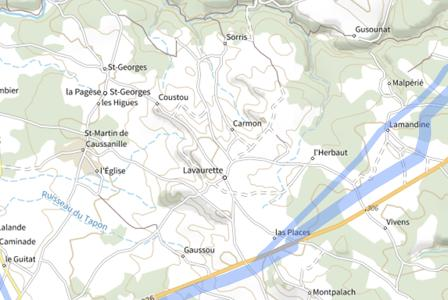 Gusounat
Sorris
St-Georges
Malpérié
la Pagèse
St-Georges
les Higues
Coustou
Carmon
Lamandine
St-Martin de
Caussanille
l'Herbaut
l'Église
Lavaurette
Ruisseau du Tapon
Lalande
Caminade
le Guitat
las Places
Vivens
Gaussou
Montpalach